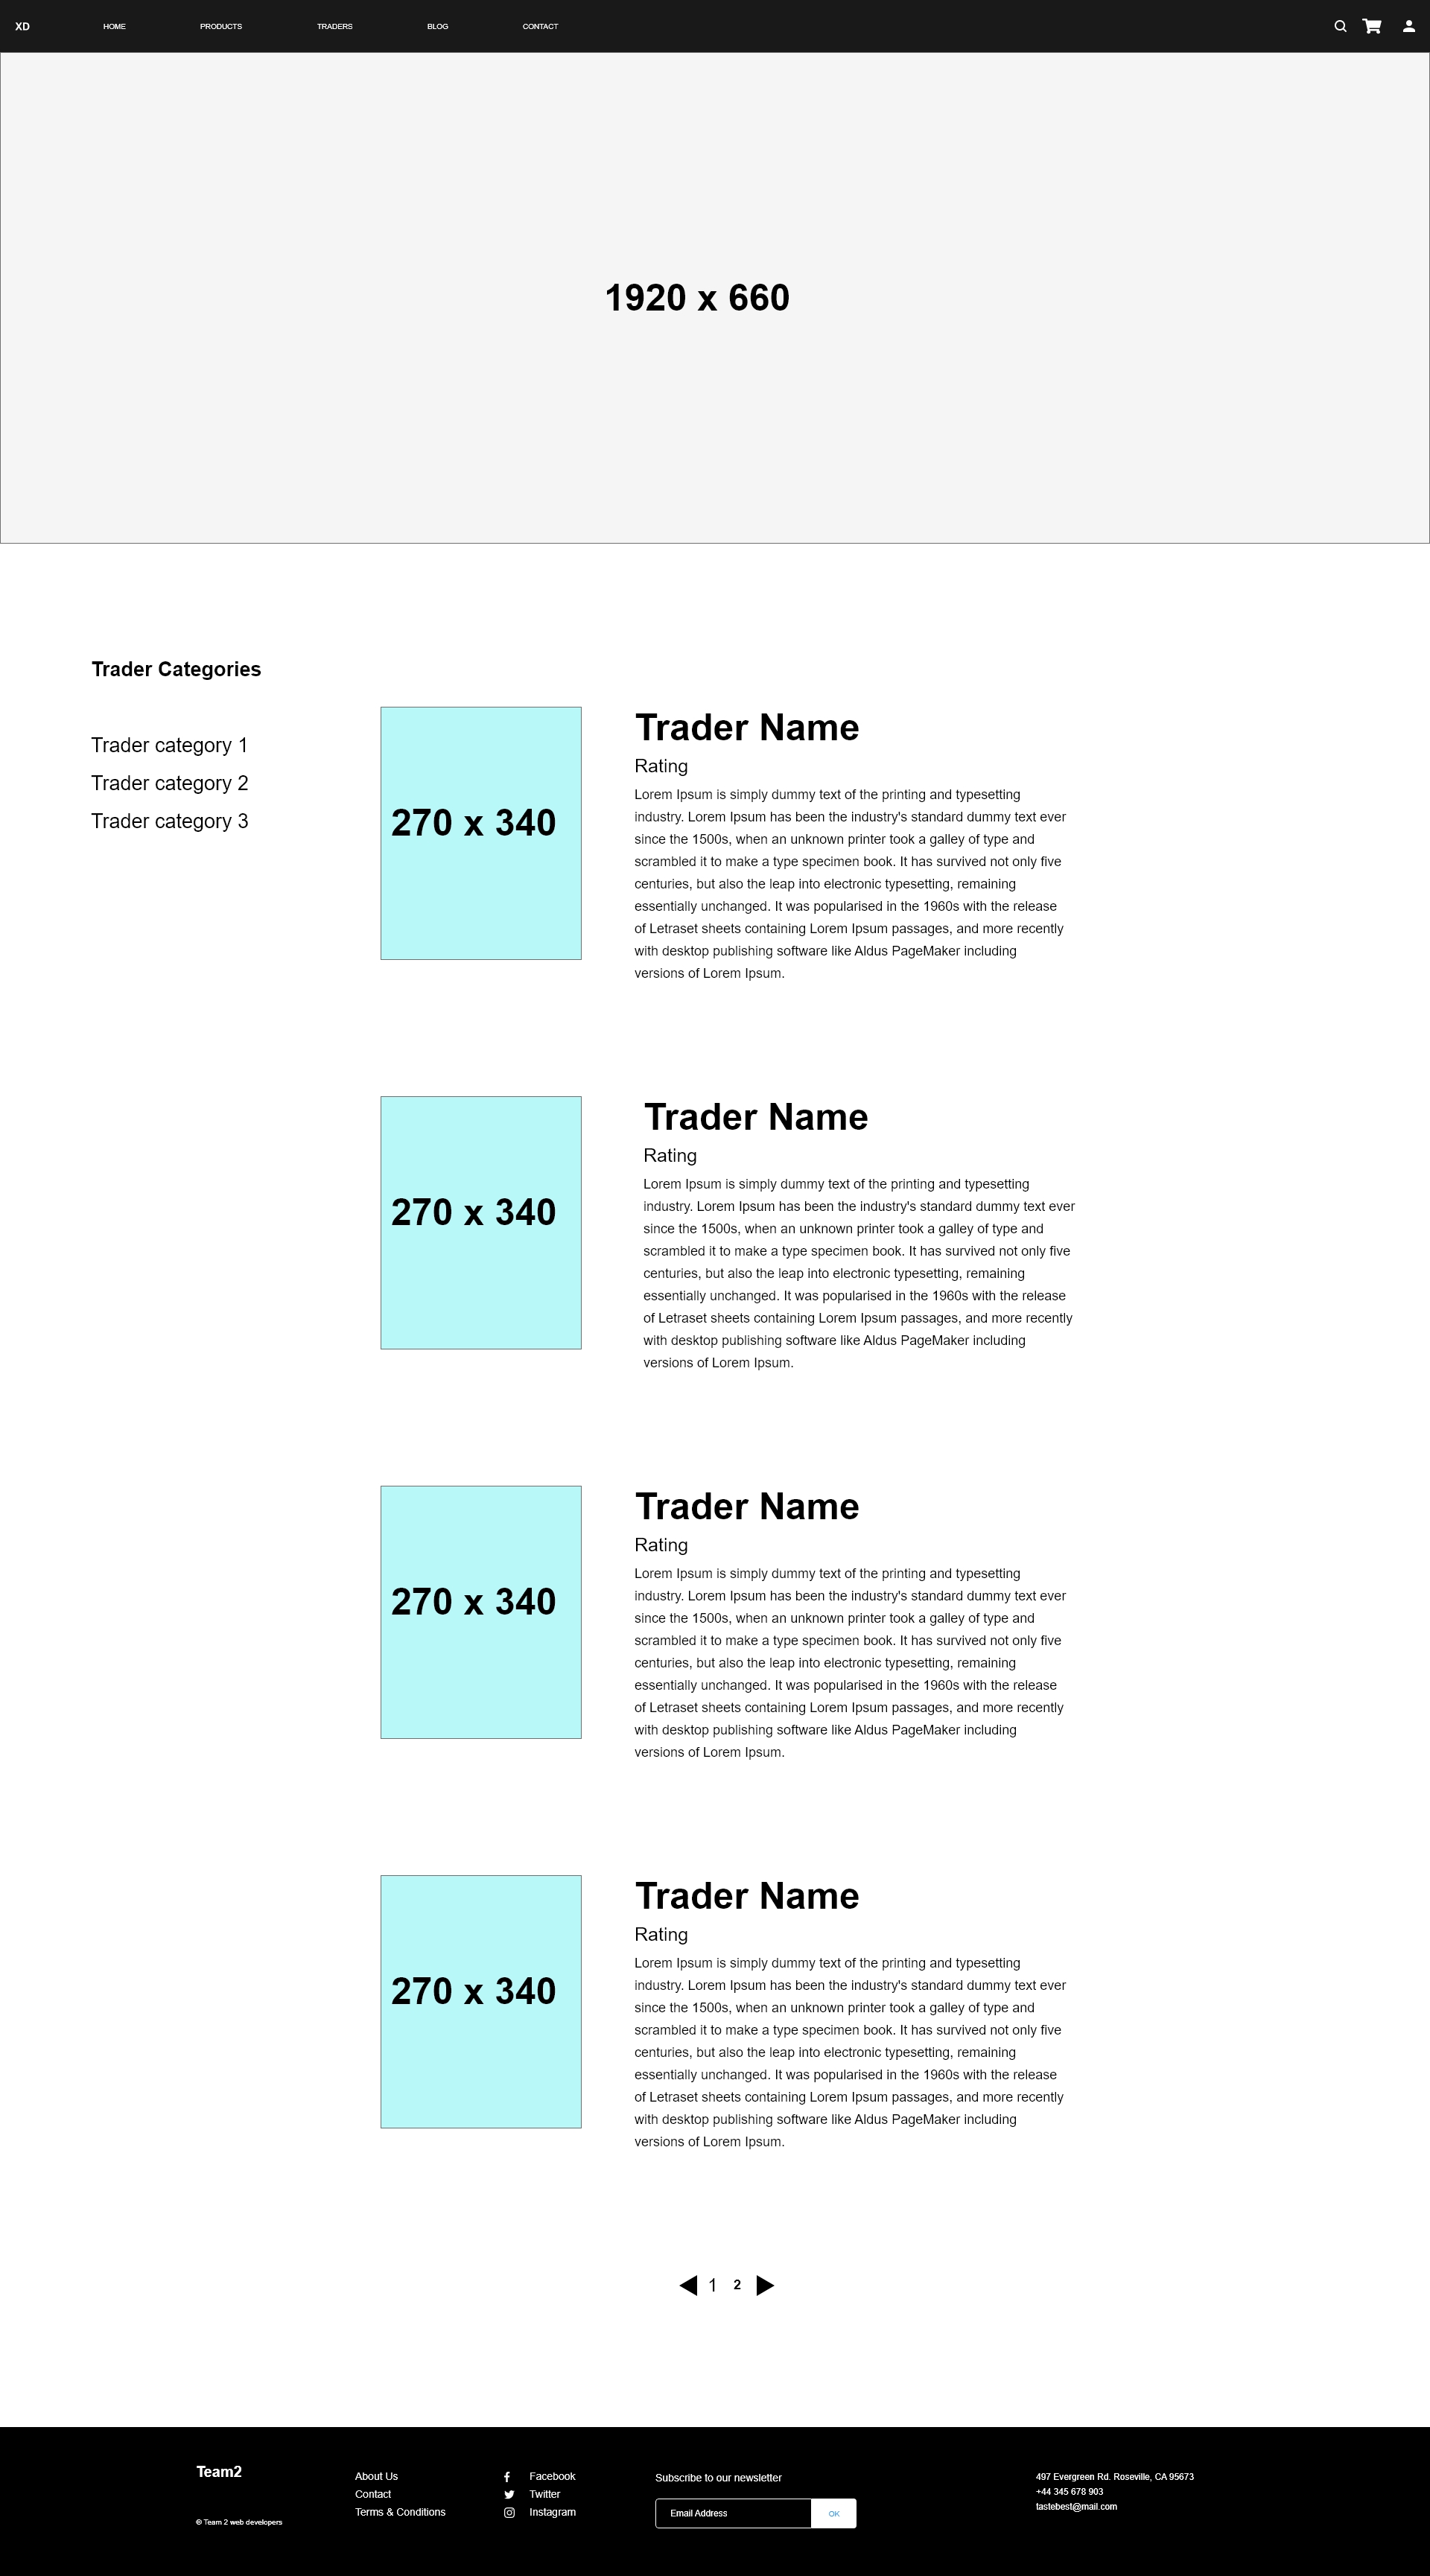 XD
HOME
PRODUCTS
TRADERS
BLOG
CONTACT
1920 x 660
Trader Categories
Trader category 1
Trader category 2
Trader category 3
270 x 340
Trader Name
Rating
Lorem Ipsum is simply dummy text of the printing and typesetting
industry. Lorem Ipsum has been the industry's standard dummy text ever
since the 1500s, when an unknown printer took a galley of type and
scrambled it to make a type specimen book. It has survived not only five
centuries, but also the leap into electronic typesetting, remaining
essentially unchanged. It was popularised in the 1960s with the release
of Letraset sheets containing Lorem Ipsum passages, and more recently
with desktop publishing software like Aldus PageMaker including
versions of Lorem Ipsum.
270 x 340
Trader Name
Rating
Lorem Ipsum is simply dummy text of the printing and typesetting
industry. Lorem Ipsum has been the industry's standard dummy text ever
since the 1500s, when an unknown printer took a galley of type and
scrambled it to make a type specimen book. It has survived not only five
centuries, but also the leap into electronic typesetting, remaining
essentially unchanged. It was popularised in the 1960s with the release
of Letraset sheets containing Lorem Ipsum passages, and more recently
with desktop publishing software like Aldus PageMaker including
versions of Lorem Ipsum.
270 x 340
Trader Name
Rating
Lorem Ipsum is simply dummy text of the printing and typesetting
industry. Lorem Ipsum has been the industry's standard dummy text ever
since the 1500s, when an unknown printer took a galley of type and
scrambled it to make a type specimen book. It has survived not only five
centuries, but also the leap into electronic typesetting, remaining
essentially unchanged. It was popularised in the 1960s with the release
of Letraset sheets containing Lorem Ipsum passages, and more recently
with desktop publishing software like Aldus PageMaker including
versions of Lorem Ipsum.
270 x 340
Trader Name
Rating
Lorem Ipsum is simply dummy text of the printing and typesetting
industry. Lorem Ipsum has been the industry's standard dummy text ever
since the 1500s, when an unknown printer took a galley of type and
scrambled it to make a type specimen book. It has survived not only five
centuries, but also the leap into electronic typesetting, remaining
essentially unchanged. It was popularised in the 1960s with the release
of Letraset sheets containing Lorem Ipsum passages, and more recently
with desktop publishing software like Aldus PageMaker including
versions of Lorem Ipsum.
1 2
Team2
© Team 2 web developers
About Us
Contact
Terms & Conditions
Facebook
Twitter
Instagram
Subscribe to our newsletter
Email Address
OK
497 Evergreen Rd. Roseville, CA 95673
+44 345 678 903
tastebest@mail.com